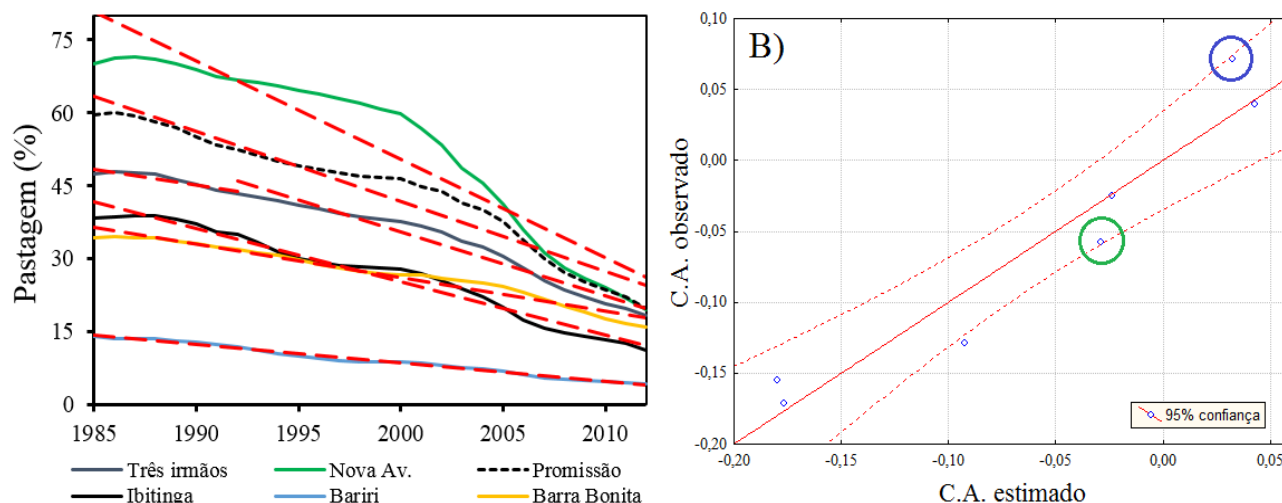 Pastagem (%)
75
60
45
30
15
0
1985 1990 1995 2000 2005 2010
Três irmãos Nova Av. Promissão
Ibitinga Bariri Barra Bonita
B)
C.A. observado
0,10
0,05
0,00
-0,05
-0,10
-0,15
-0,20
95% confiança
-0,20 -0,15 -0,10 -0,05 0,00 0,05
C.A. estimado